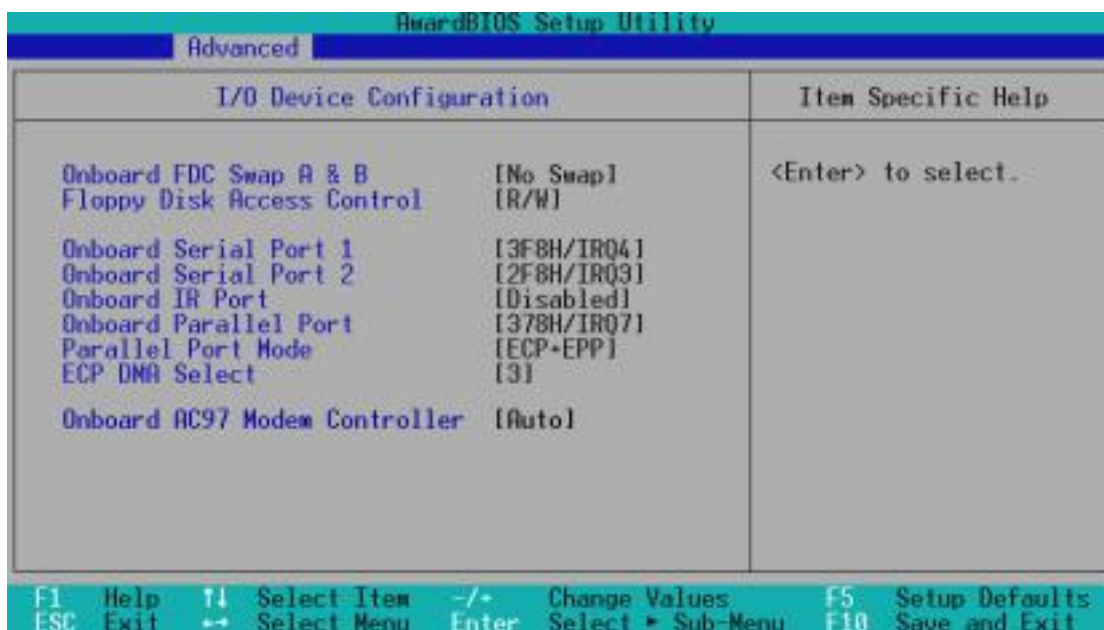 AwardBIOS Setup Utility
Advanced
I/O Device Configuration
Item Specific Help
Onboard FDC Swap A & B [No Swap]
Floppy Disk Access Control [R/W]
Onboard Serial Port 1 [3F8H/IRQ4]
Onboard Serial Port 2 [2F8H/IRQ3]
Onboard IR Port [Disabled]
Onboard Parallel Port [378H/IRQ7]
Parallel Port Mode [ECP+EPP]
ECP DMA Select [3]
Onboard AC97 Modem Controller [Auto]
<Enter> to select.
F1 Help ↑↓ Select Item -/+ Change Values F5 Setup Defaults
ESC Exit ←→ Select Menu Enter Select ► Sub-Menu F10 Save and Exit